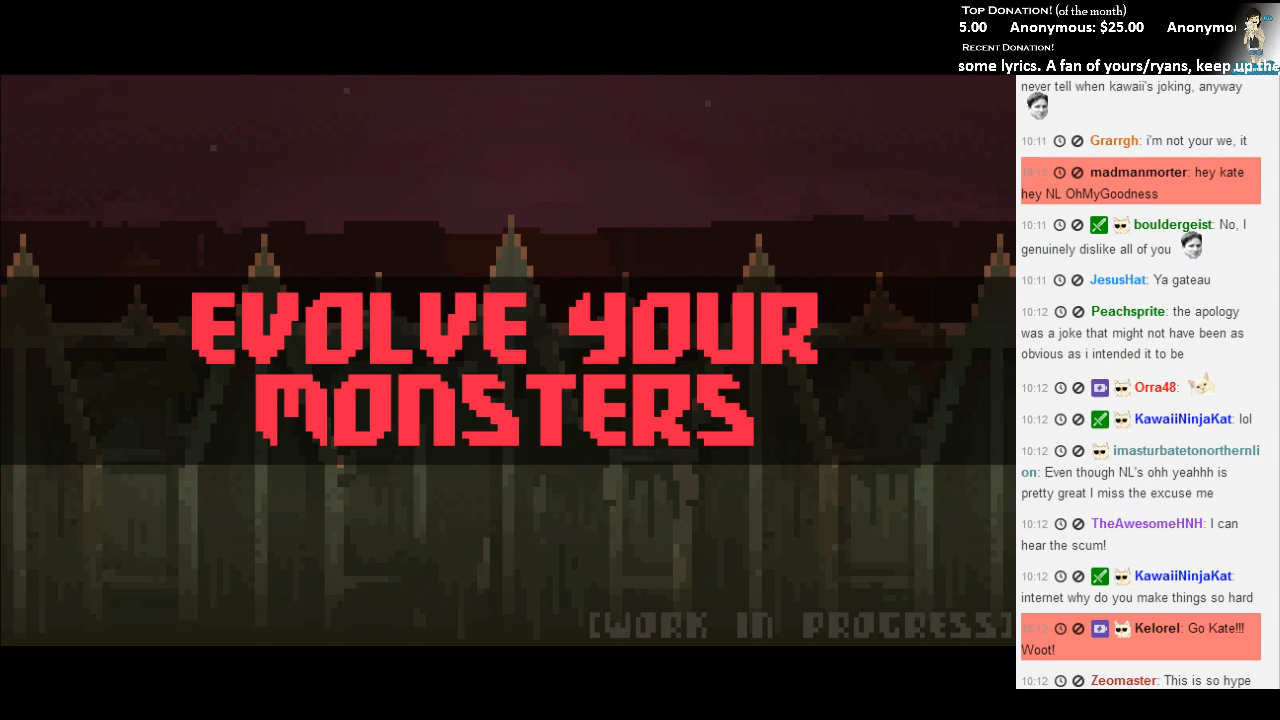 Top Donation! (of the month)
5.00 Anonymous: $25.00 Anonymo
Recent Donation!
some lyrics. A fan of yours/ryans, keep up the
never tell when kawaii's joking, anyway
10:11 Grarrgh: i'm not your we, it
10:11 madmanmorter: hey kate
hey NL OhMyGoodness
10:11 bouldergeist: No, I
genuinely dislike all of you
10:11 JesusHat: Ya gateau
10:12 Peachsprite: the apology
was a joke that might not have been as
obvious as i intended it to be
10:12 Orra48:
10:12 KawaiiNinjaKat: lol
10:12 imasturbatetonorthernli
on: Even though NL's ohh yeahhh is
pretty great I miss the excuse me
10:12 TheAwesomeHNH: I can
hear the scum!
10:12 KawaiiNinjaKat:
internet why do you make things so hard
10:12 Kelorel: Go Kate!!!
Woot!
10:12 Zeomaster: This is so hype
EVOLVE YOUR
MONSTERS
[WORK IN PROGRESS]